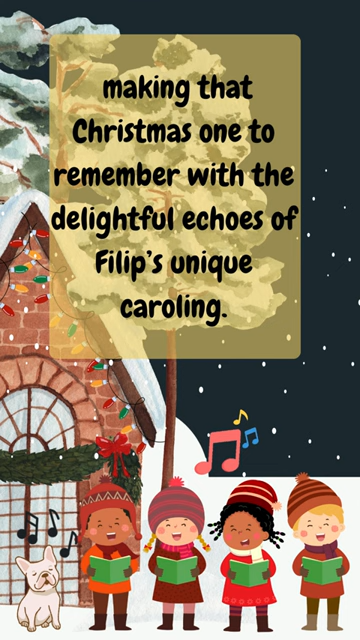 making that
Christmas one to
remember with the
delightful echoes of
Filip's unique
caroling.